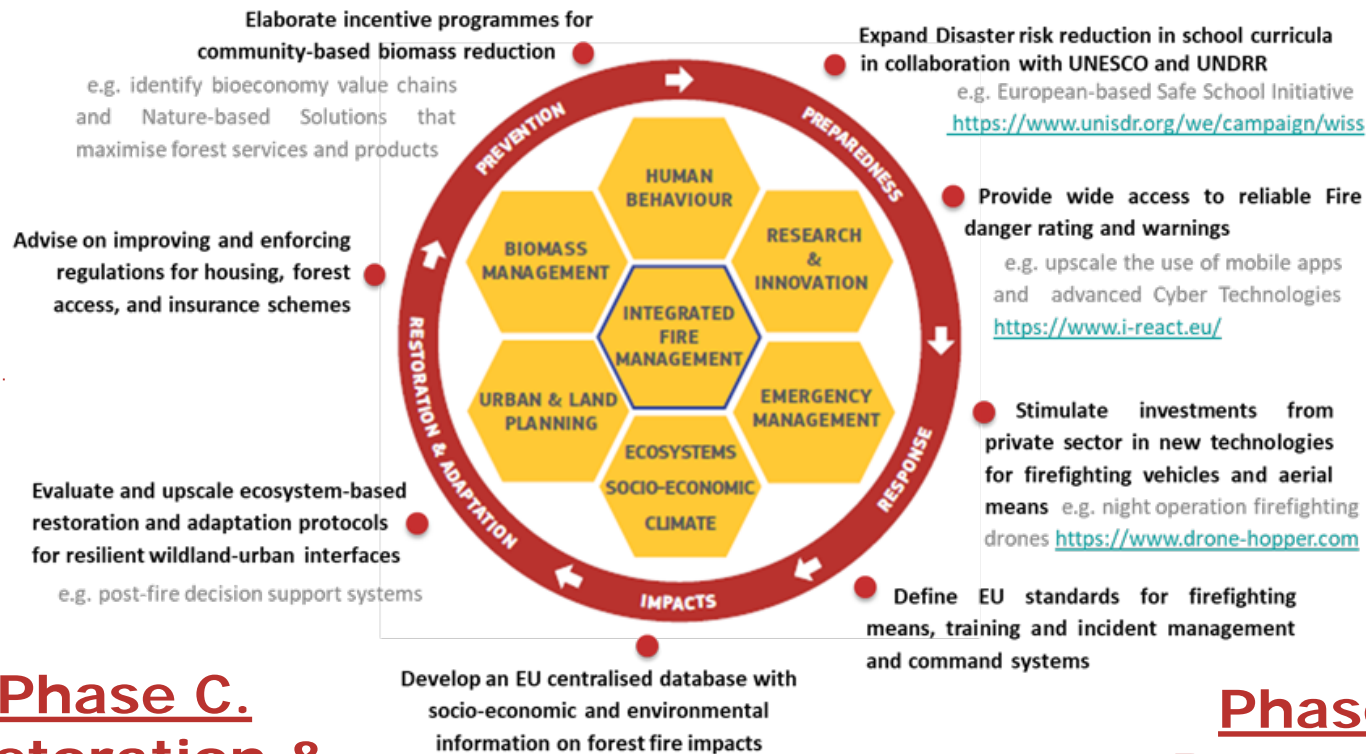 Elaborate incentive programmes for
community-based biomass reduction
e.g. identify bioeconomy value chains
and Nature-based Solutions that
maximise forest services and products
Expand Disaster risk reduction in school curricula
in collaboration with UNESCO and UNDRR
e.g. European-based Safe School Initiative
https://www.unisdr.org/we/campaign/wiss
Provide wide access to reliable Fire
danger rating and warnings
e.g. upscale the use of mobile apps
and advanced Cyber Technologies
https://www.i-react.eu/
Advise on improving and enforcing
regulations for housing, forest
access, and insurance schemes
PREVENTION
PREPAREDNESS
RESPONSE
IMPACTS
RESTORATION & ADAPTATION
HUMAN
BEHAVIOUR
BIOMASS
MANAGEMENT
RESEARCH
&
INNOVATION
INTEGRATED
FIRE
MANAGEMENT
URBAN & LAND
PLANNING
EMERGENCY
MANAGEMENT
ECOSYSTEMS
SOCIO-ECONOMIC
CLIMATE
Stimulate investments from
private sector in new technologies
for firefighting vehicles and aerial
means e.g. night operation firefighting
drones https://www.drone-hopper.com
Evaluate and upscale ecosystem-based
restoration and adaptation protocols
for resilient wildland-urban interfaces
e.g. post-fire decision support systems
Define EU standards for firefighting
means, training and incident management
and command systems
Develop an EU centralised database with
socio-economic and environmental
information on forest fire impacts
Phase C.